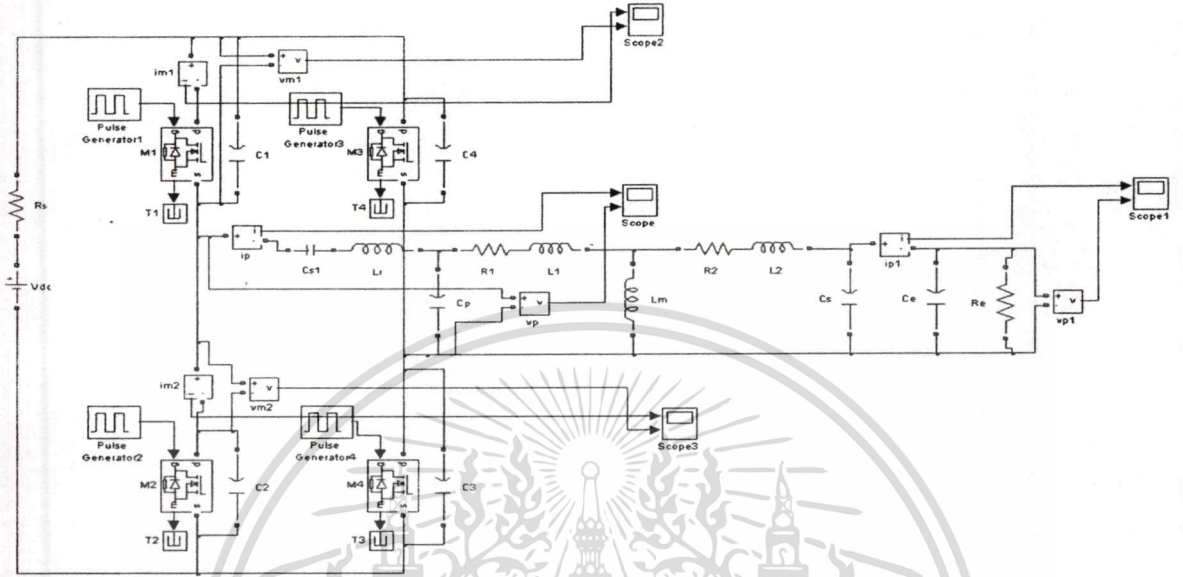 Scope2
im1
vm1
Pulse
Generator1
Pulse
Generator3
M1
C1
M3
C4
T1
T4
Rs
Scope
Scope1
ip
Cs1
Lr
R1
L1
R2
L2
ip1
Vdc
Cp
vp
Lm
Cs
Ce
Re
vp1
im2
vm2
Pulse
Generator2
Pulse
Generator4
Scope3
M2
C2
M4
C3
T2
T3